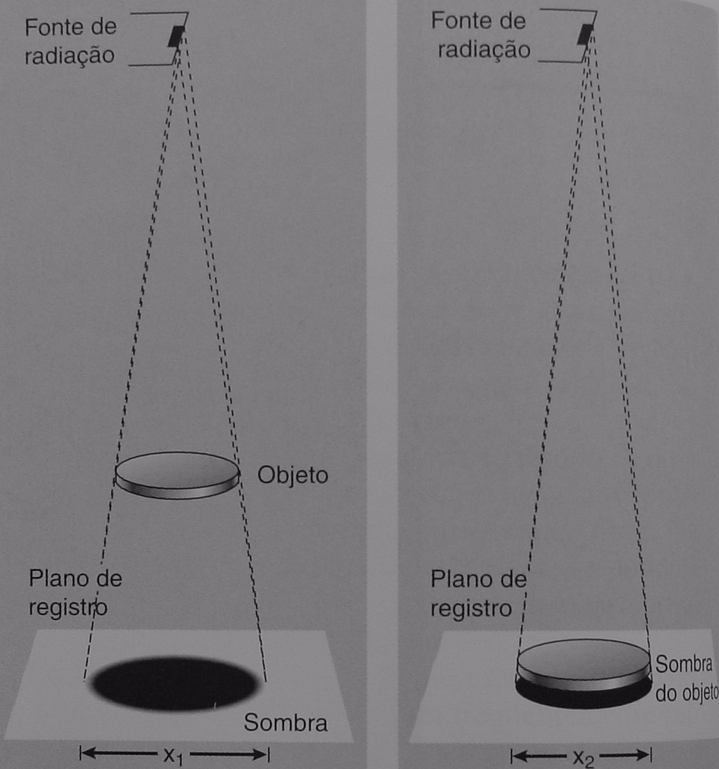 Fonte de
radiação
Objeto
Plano de
registro
Sombra
x₁
Fonte de
radiação
Plano de
registro
Sombra
do objeto
x₂